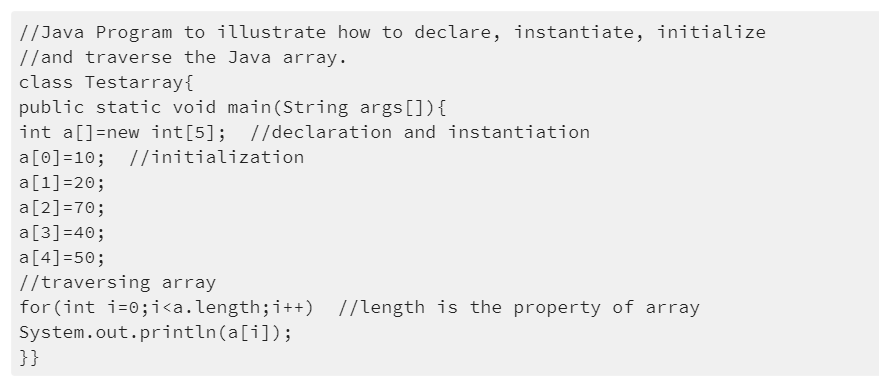 //Java Program to illustrate how to declare, instantiate, initialize
//and traverse the Java array.
class Testarray{
public static void main(String args[]){
int a[]=new int[5];  //declaration and instantiation
a[0]=10;  //initialization
a[1]=20;
a[2]=70;
a[3]=40;
a[4]=50;
//traversing array
for(int i=0;i<a.length;i++)  //length is the property of array
System.out.println(a[i]);
}}